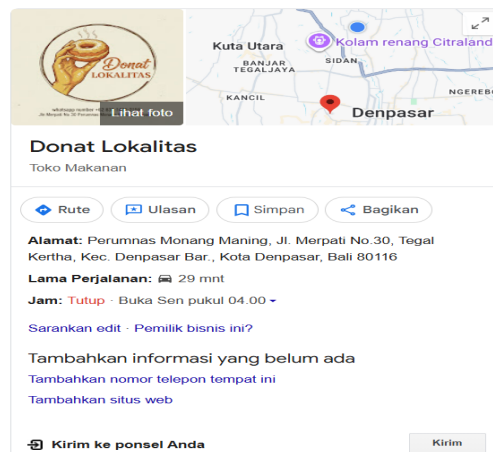 Donat
LOKALITAS
Lihat foto
Kuta Utara
Kolam renang Citraland
BANJAR
TEGALJAYA
SIDAN
KANCIL
NGEREB
Denpasar
Donat Lokalitas
Toko Makanan
Rute
Ulasan
Simpan
Bagikan
Alamat: Perumnas Monang Maning, Jl. Merpati No.30, Tegal
Kertha, Kec. Denpasar Bar., Kota Denpasar, Bali 80116
Lama Perjalanan: 29 mnt
Jam: Tutup · Buka Sen pukul 04.00
Sarankan edit · Pemilik bisnis ini?
Tambahkan informasi yang belum ada
Tambahkan nomor telepon tempat ini
Tambahkan situs web
Kirim ke ponsel Anda
Kirim